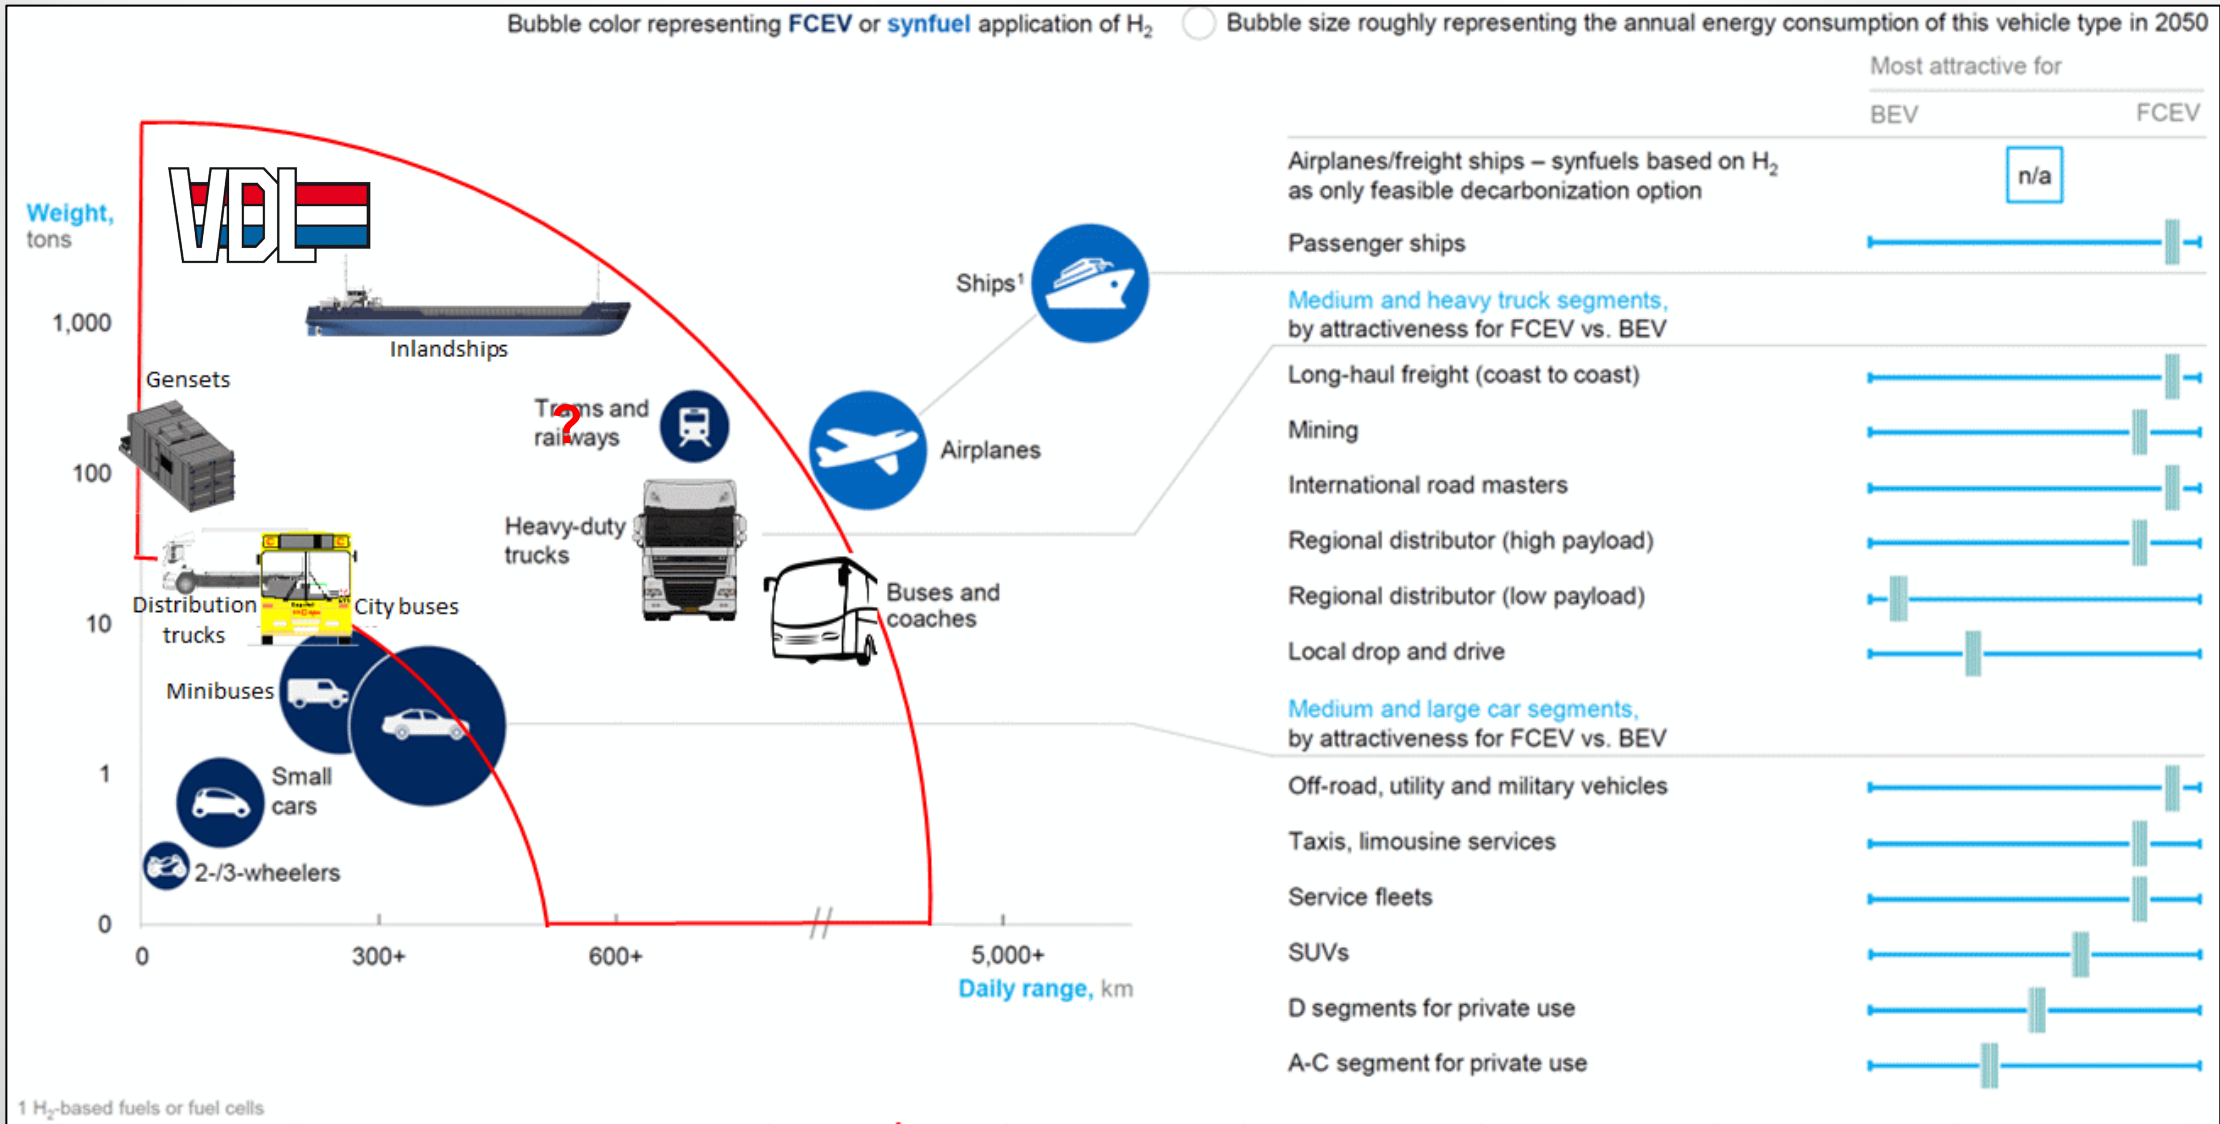 Bubble color representing FCEV or synfuel application of H2
Bubble size roughly representing the annual energy consumption of this vehicle type in 2050
Most attractive for
BEV
FCEV
VDL
Weight,
tons
1,000
100
10
1
0
Inlandships
Gensets
Trams and
railways
?
Ships1
Airplanes
Heavy-duty
trucks
Buses and
coaches
Distribution
trucks
City buses
Minibuses
Small
cars
2-/3-wheelers
0
300+
600+
5,000+
Daily range, km
Airplanes/freight ships – synfuels based on H2
as only feasible decarbonization option
n/a
Passenger ships
Medium and heavy truck segments,
by attractiveness for FCEV vs. BEV
Long-haul freight (coast to coast)
Mining
International road masters
Regional distributor (high payload)
Regional distributor (low payload)
Local drop and drive
Medium and large car segments,
by attractiveness for FCEV vs. BEV
Off-road, utility and military vehicles
Taxis, limousine services
Service fleets
SUVs
D segments for private use
A-C segment for private use
1 H2-based fuels or fuel cells